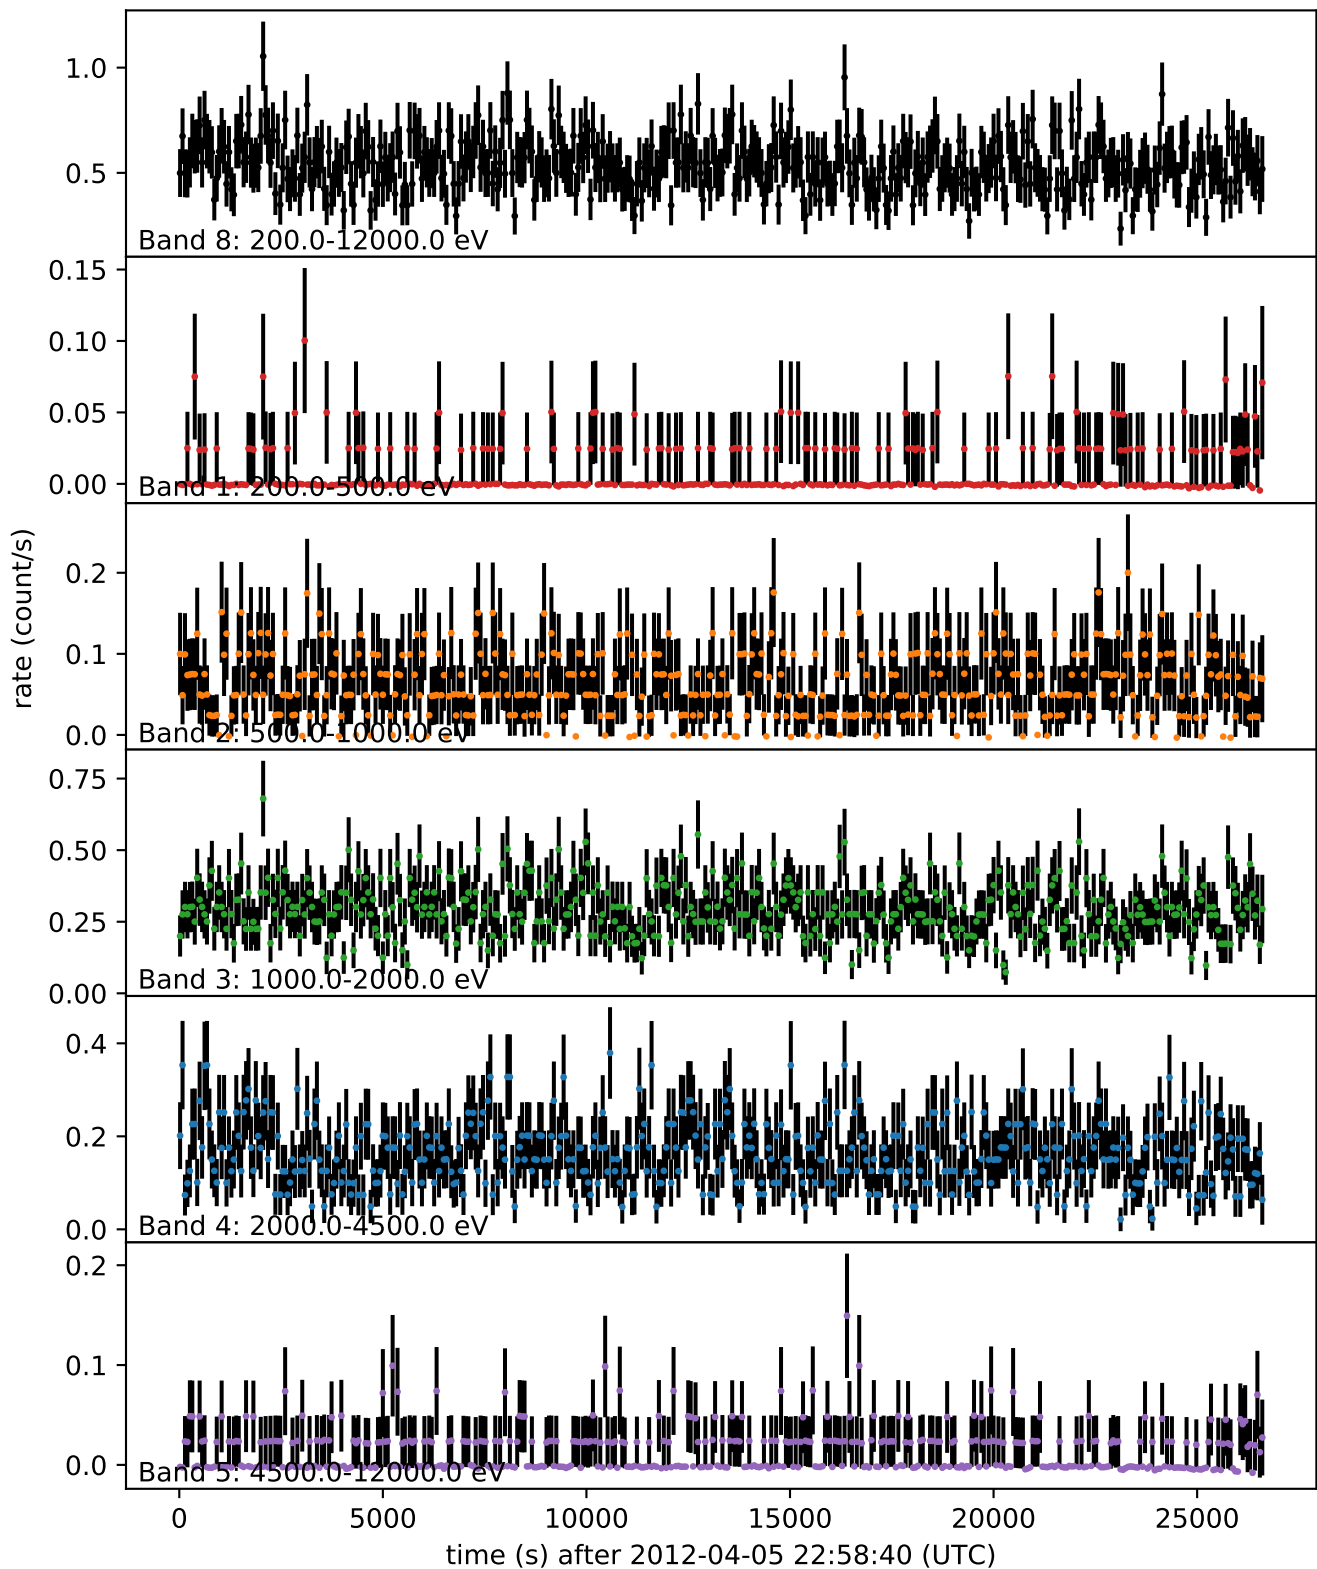 1.0
0.5
Band 8: 200.0-12000.0 eV
0.15
0.10
0.05
0.00
Band 1: 200.0-500.0 eV
rate (count/s)
0.2
0.1
0.0
Band 2: 500.0-1000.0 eV
0.75
0.50
0.25
0.00
Band 3: 1000.0-2000.0 eV
0.4
0.2
0.0
Band 4: 2000.0-4500.0 eV
0.2
0.1
0.0
Band 5: 4500.0-12000.0 eV
0 5000 10000 15000 20000 25000
time (s) after 2012-04-05 22:58:40 (UTC)